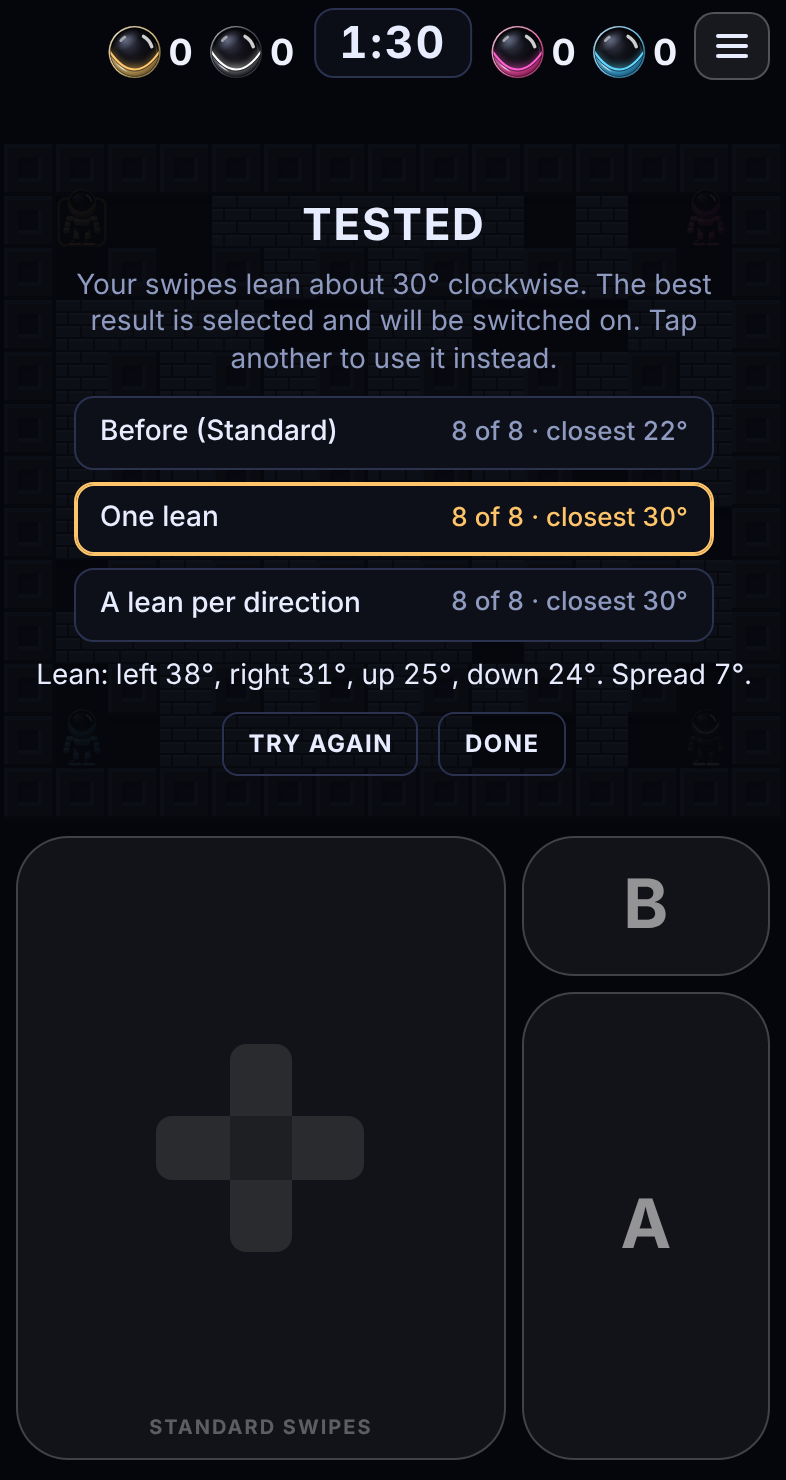 0 0 1:30 0 0
TESTED
Your swipes lean about 30° clockwise. The best
result is selected and will be switched on. Tap
another to use it instead.
Before (Standard) 8 of 8 · closest 22°
One lean 8 of 8 · closest 30°
A lean per direction 8 of 8 · closest 30°
Lean: left 38°, right 31°, up 25°, down 24°. Spread 7°.
TRY AGAIN DONE
B
A
STANDARD SWIPES